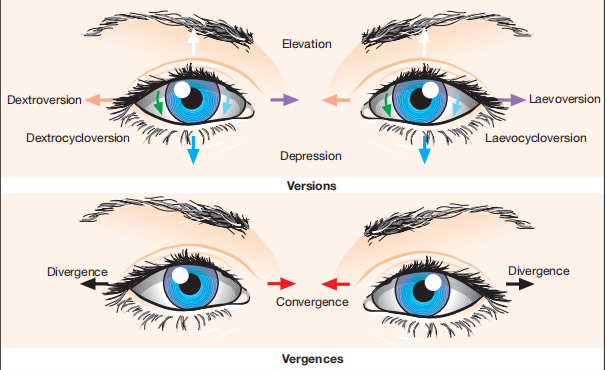 Elevation
Dextroversion
Laevoversion
Dextrocycloversion
Laevocycloversion
Depression
Versions
Divergence
Divergence
Convergence
Vergences